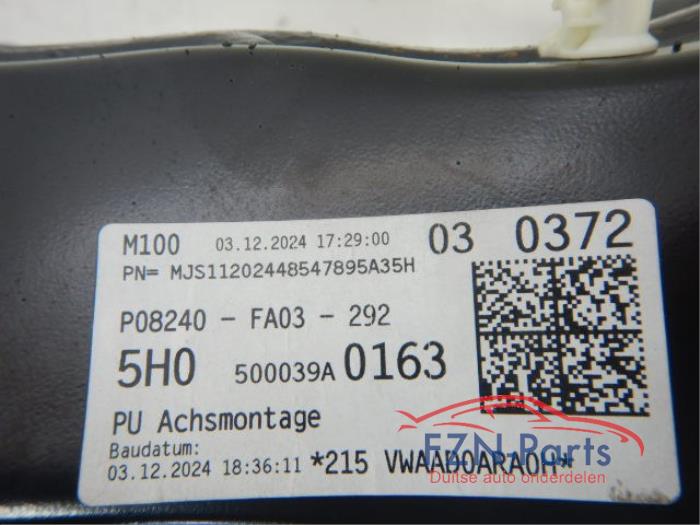 M100 03.12.2024 17:29:00 03 0372
PN= MJS11202448547895A35H
P08240 - FA03 - 292
5H0 500039A 0163
PU Achsmontage
Baudatum:
03.12.2024 18:36:11 *215 VWAAB0ARA0H*
EZN Parts
Duitse auto onderdelen